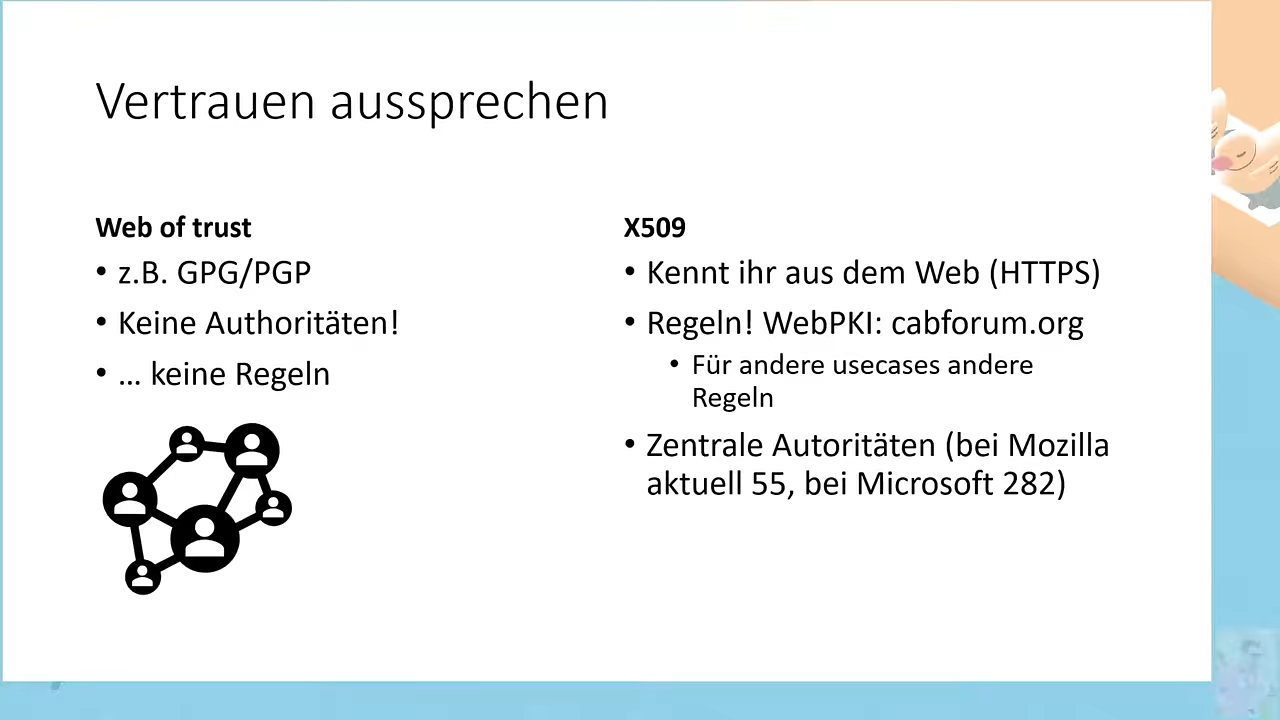 Vertrauen aussprechen
Web of trust
• z.B. GPG/PGP
• Keine Authoritäten!
• … keine Regeln
X509
• Kennt ihr aus dem Web (HTTPS)
• Regeln! WebPKI: cabforum.org
• Für andere usecases andere
Regeln
• Zentrale Autoritäten (bei Mozilla
aktuell 55, bei Microsoft 282)